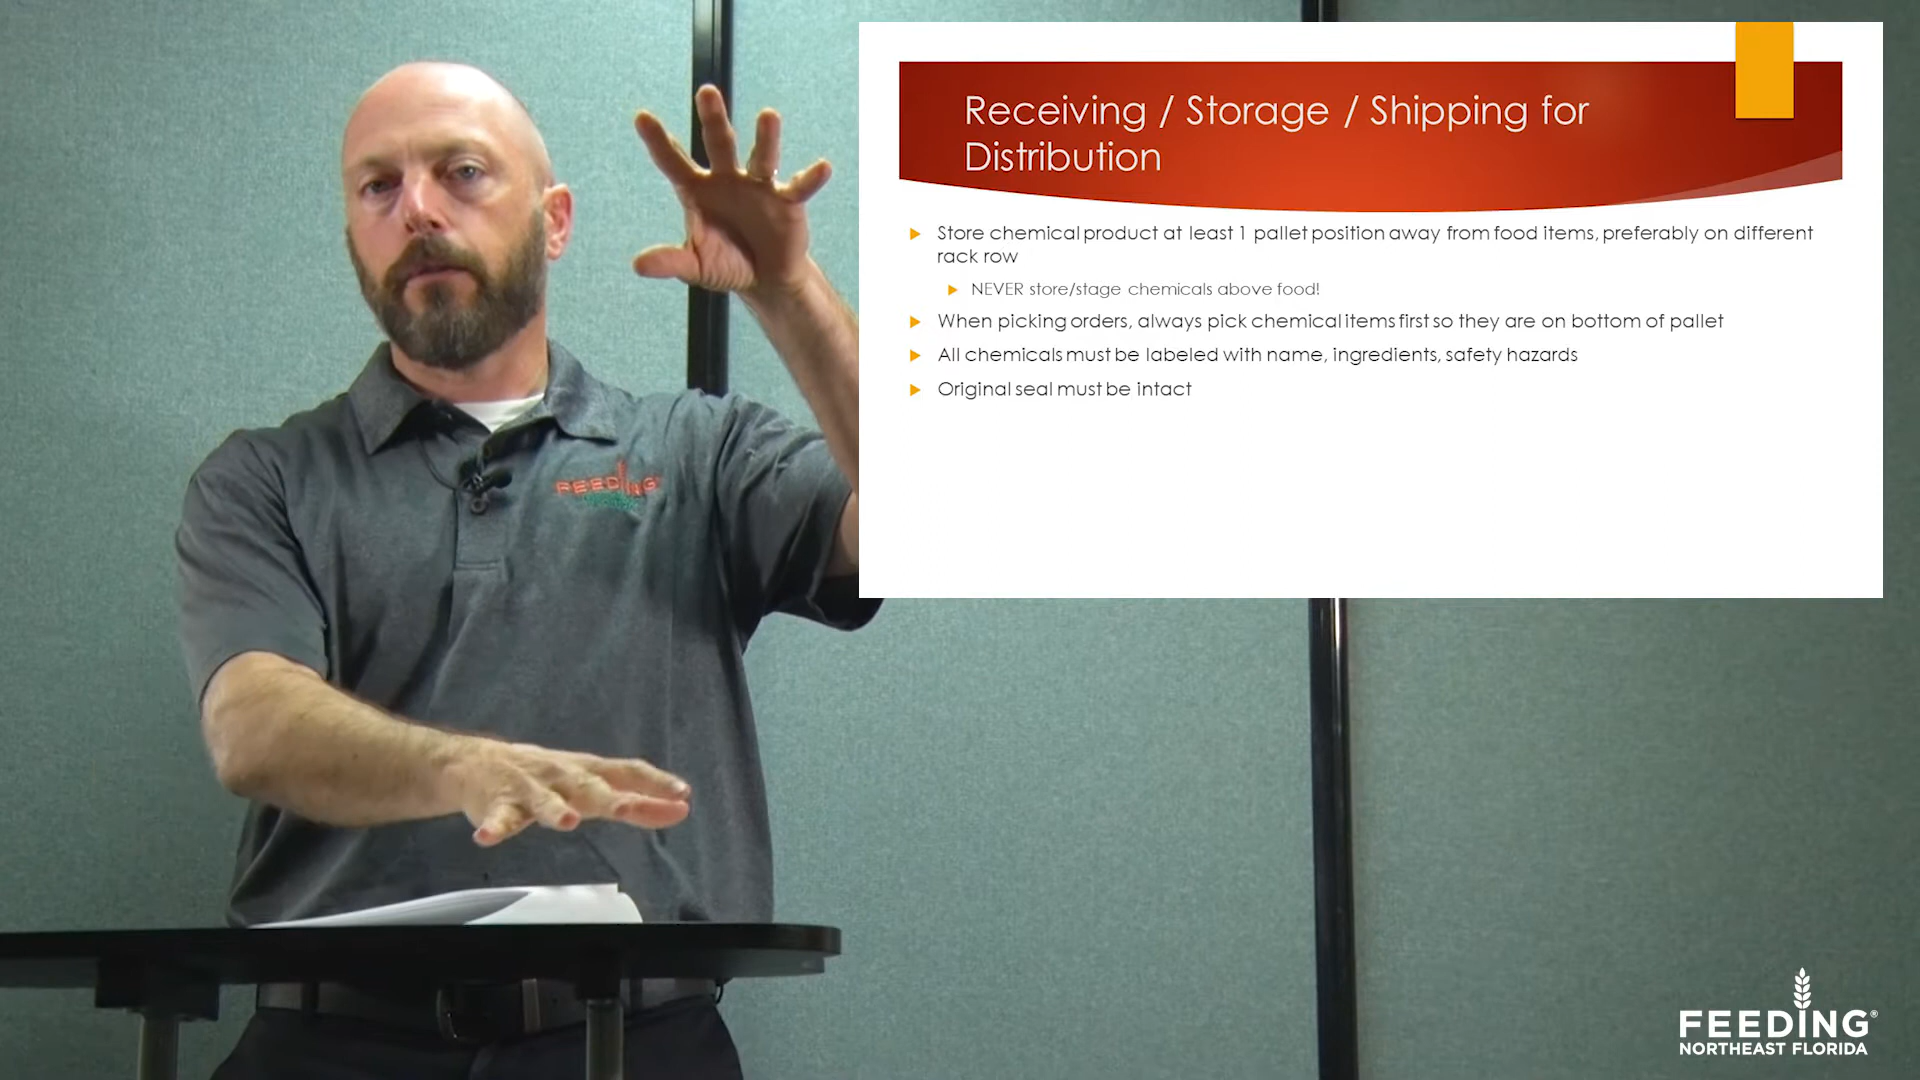 Receiving / Storage / Shipping for
Distribution
Store chemical product at least 1 pallet position away from food items, preferably on different
rack row
NEVER store/stage chemicals above food!
When picking orders, always pick chemical items first so they are on bottom of pallet
All chemicals must be labeled with name, ingredients, safety hazards
Original seal must be intact
FEEDING
FEEDING®
NORTHEAST FLORIDA